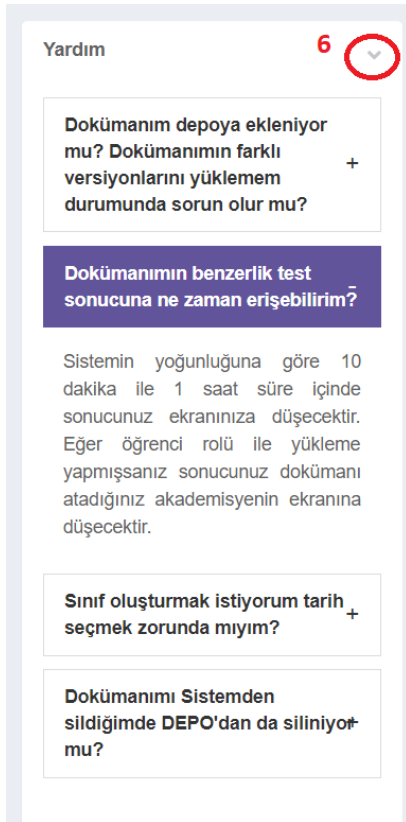 Yardım
6
Dokümanım depoya ekleniyor
mu? Dokümanımın farklı
versiyonlarını yüklemem
durumunda sorun olur mu?
+
Dokümanımın benzerlik test
sonucuna ne zaman erişebilirim?
-
Sistemin yoğunluğuna göre 10
dakika ile 1 saat süre içinde
sonucunuz ekranınıza düşecektir.
Eğer öğrenci rolü ile yükleme
yapmışsanız sonucunuz dokümanı
atadığınız akademisyenin ekranına
düşecektir.
Sınıf oluşturmak istiyorum tarih
seçmek zorunda mıyım?
+
Dokümanımı Sistemden
sildiğimde DEPO'dan da siliniyor
mu?
+